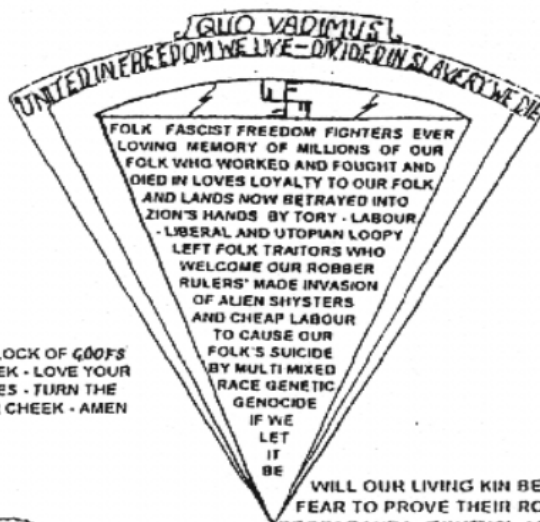 QUO VADIMUS
UNITED IN FREEDOM WE LIVE - DIVIDED IN SLAVERY WE DIE
FOLK FASCIST FREEDOM FIGHTERS EVER
LOVING MEMORY OF MILLIONS OF OUR
FOLK WHO WORKED AND FOUGHT AND
DIED IN LOVES LOYALTY TO OUR FOLK
AND LANDS NOW BETRAYED INTO
ZION'S HANDS BY TORY - LABOUR
- LIBERAL AND UTOPIAN LOOPY
LEFT FOLK TRAITORS WHO
WELCOME OUR ROBBER
RULERS' MADE INVASION
OF ALIEN SHYSTERS
AND CHEAP LABOUR
TO CAUSE OUR
FOLK'S SUICIDE
BY MULTI MIXED
RACE GENETIC
GENOCIDE
IF WE
LET
IT
BE
LOCK OF GOOFS
EK - LOVE YOUR
ES - TURN THE
CHEEK - AMEN
WILL OUR LIVING KIN BE
FEAR TO PROVE THEIR RO